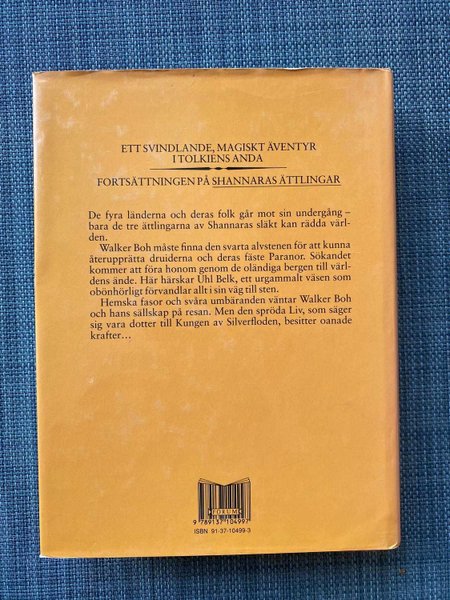 ETT SVINDLANDE, MAGISKT ÄVENTYR
I TOLKIENS ANDA
FORTSÄTTNINGEN PÅ SHANNARAS ÄTTLINGAR
De fyra länderna och deras folk går mot sin undergång –
bara de tre ättlingarna av Shannaras släkt kan rädda värl-
den.
Walker Boh måste finna den svarta alvstenen för att kunna
återupprätta druiderna och deras fäste Paranor. Sökandet
kommer att föra honom genom de oländiga bergen till värl-
dens ände. Här härskar Uhl Belk, ett urgammalt väsen som
obönhörligt förvandlar allt i sin väg till sten.
Hemska fasor och svåra umbäranden väntar Walker Boh
och hans sällskap på resan. Men den spröda Liv, som säger
sig vara dotter till Kungen av Silverfloden, besitter oanade
krafter...
FORUM
9 789137 104997
ISBN 91-37-10499-3